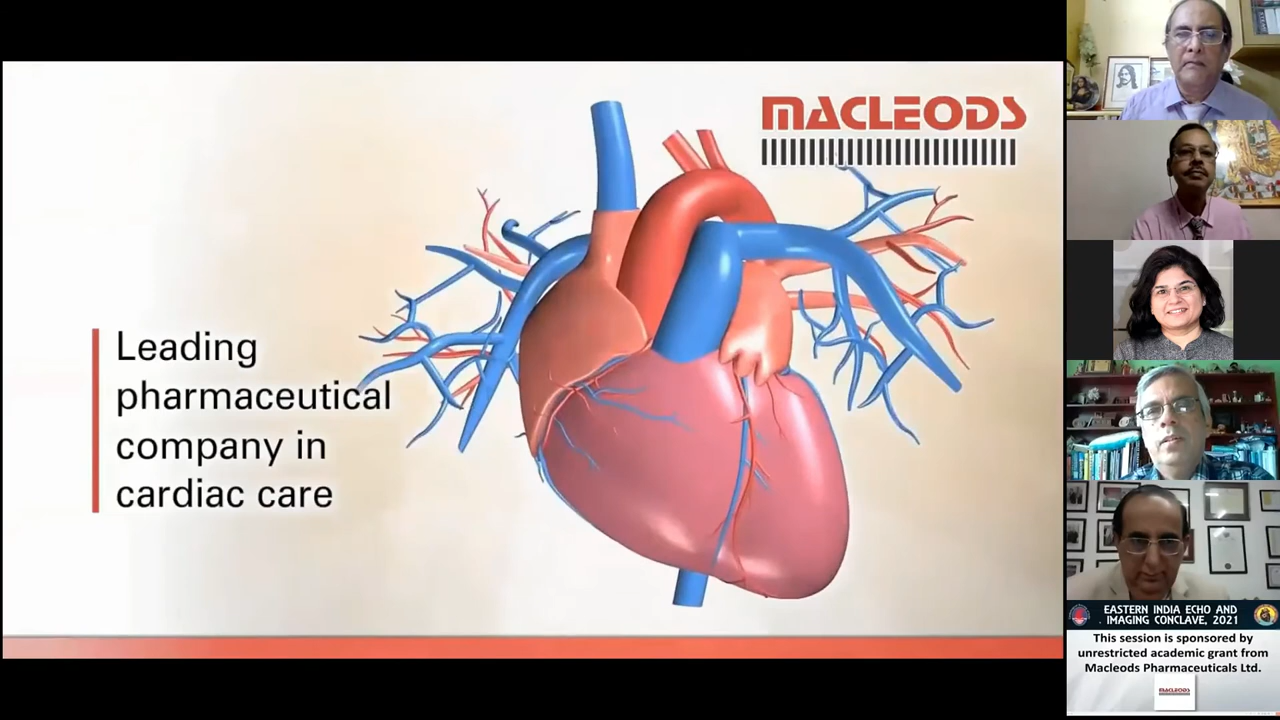 MACLEODS
Leading
pharmaceutical
company in
cardiac care
EASTERN INDIA ECHO AND
IMAGING CONCLAVE, 2021
This session is sponsored by
unrestricted academic grant from
Macleods Pharmaceuticals Ltd.
MACLEODS